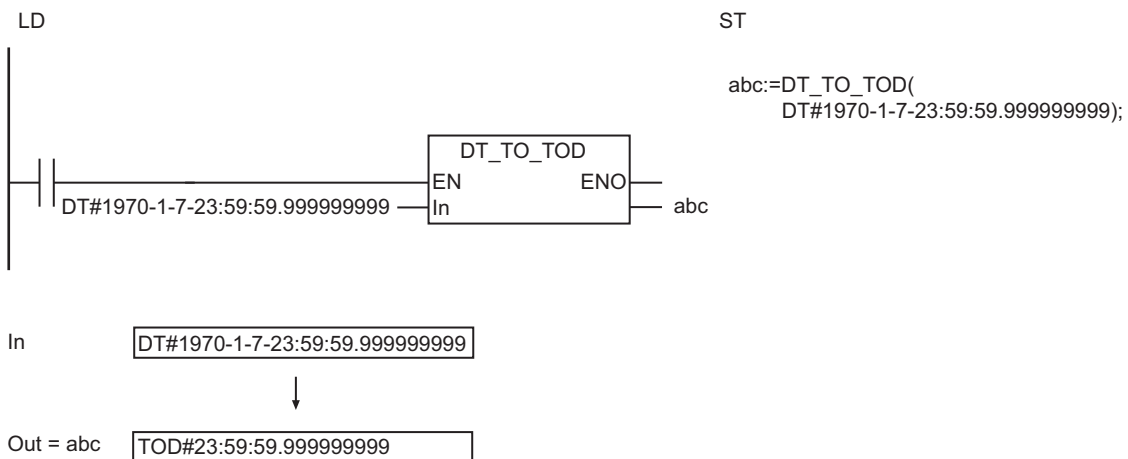 LD
ST
abc:=DT_TO_TOD(
DT#1970-1-7-23:59:59.999999999);
DT_TO_TOD
EN ENO
DT#1970-1-7-23:59:59.999999999 In abc
In DT#1970-1-7-23:59:59.999999999
Out = abc TOD#23:59:59.999999999